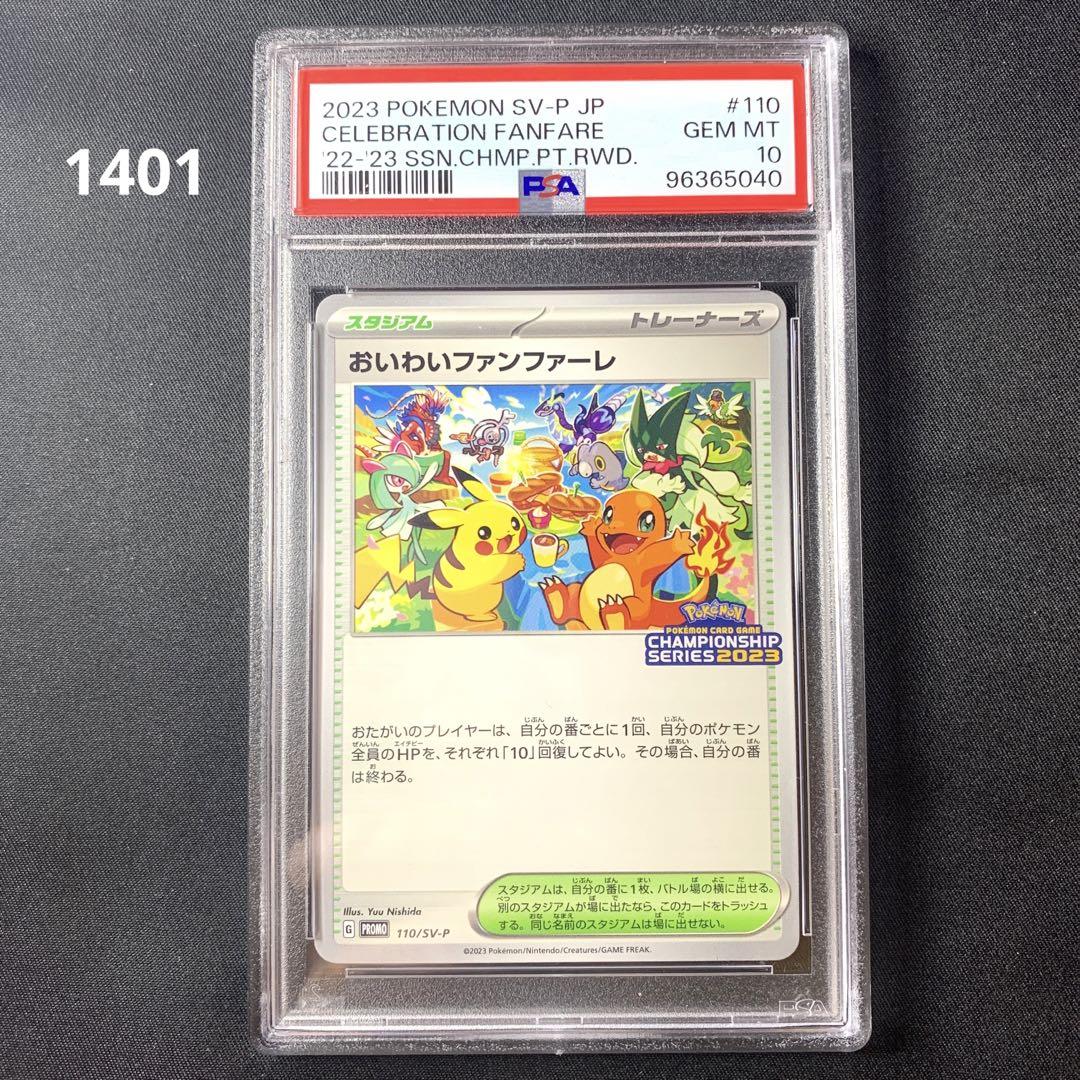 1401
2023 POKEMON SV-P JP #110
CELEBRATION FANFARE GEM MT
'22-'23 SSN.CHMP.PT.RWD. 10
PSA 96365040
スタジアム トレーナーズ
おいわいファンファーレ
Pokémon
POKÉMON CARD GAME
CHAMPIONSHIP
SERIES 2023
おたがいのプレイヤーは、自分の番ごとに1回、自分のポケモン
全員のHPを、それぞれ「10」回復してよい。その場合、自分の番
は終わる。
スタジアムは、自分の番に1枚、バトル場の横に出せる。
別のスタジアムが場に出たなら、このカードをトラッシュ
する。同じ名前のスタジアムは場に出せない。
Illus. Yuu Nishida
G PROMO 110/SV-P
©2023 Pokémon/Nintendo/Creatures/GAME FREAK.
PSA